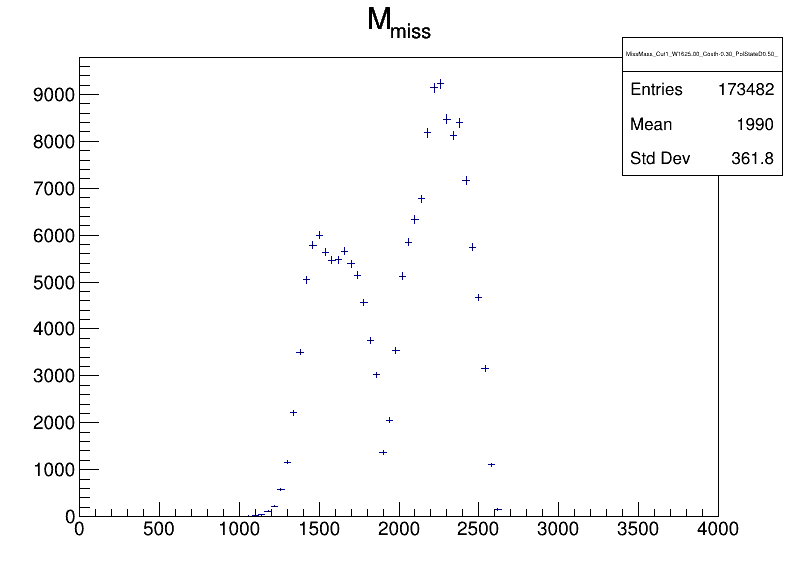 M_miss
MissMass_Cut1_W1625.00_Costh-0.30_PolState0.50_
Entries 173482
Mean 1990
Std Dev 361.8
9000
8000
7000
6000
5000
4000
3000
2000
1000
0
0 500 1000 1500 2000 2500 3000 3500 4000